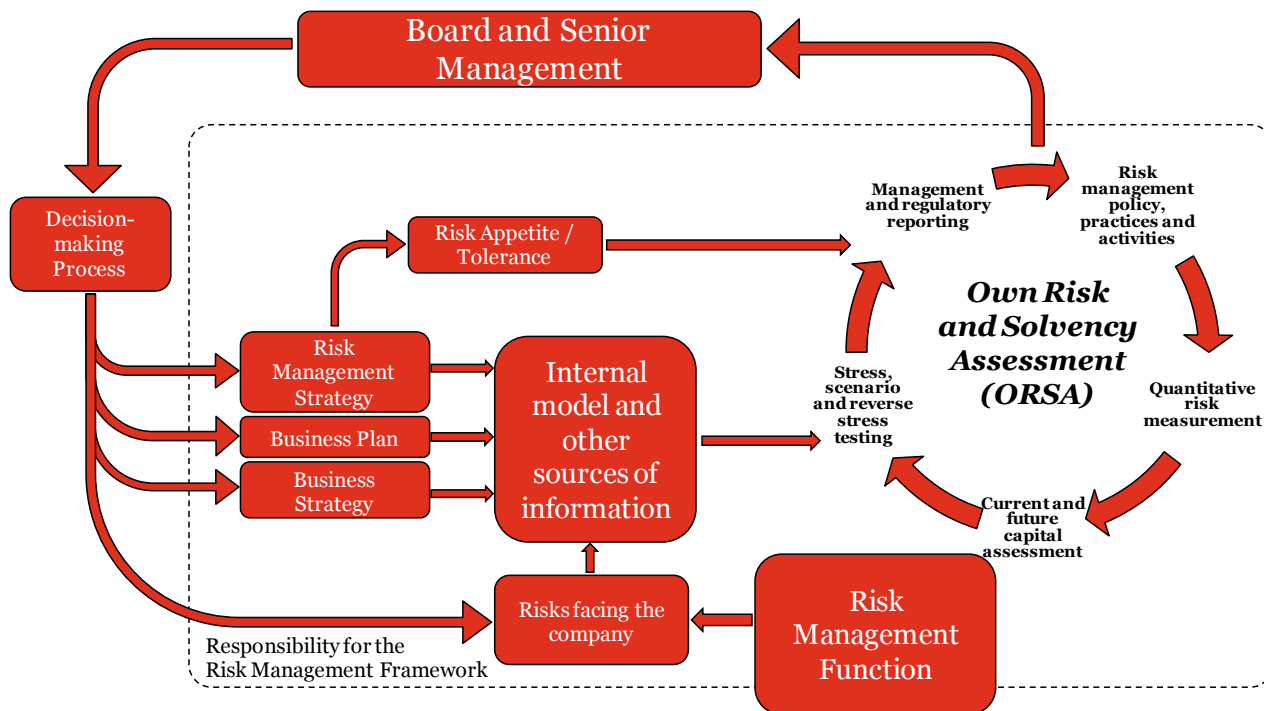 Board and Senior
Management
Decision-
making
Process
Risk Appetite /
Tolerance
Risk
Management
Strategy
Business Plan
Business
Strategy
Internal
model and
other
sources of
information
Risks facing the
company
Risk
Management
Function
Responsibility for the
Risk Management Framework
Management
and regulatory
reporting
Risk
management
policy,
practices and
activities
Own Risk
and Solvency
Assessment
(ORSA)
Quantitative
risk
measurement
Current and
future
capital
assessment
Stress,
scenario
and reverse
stress
testing